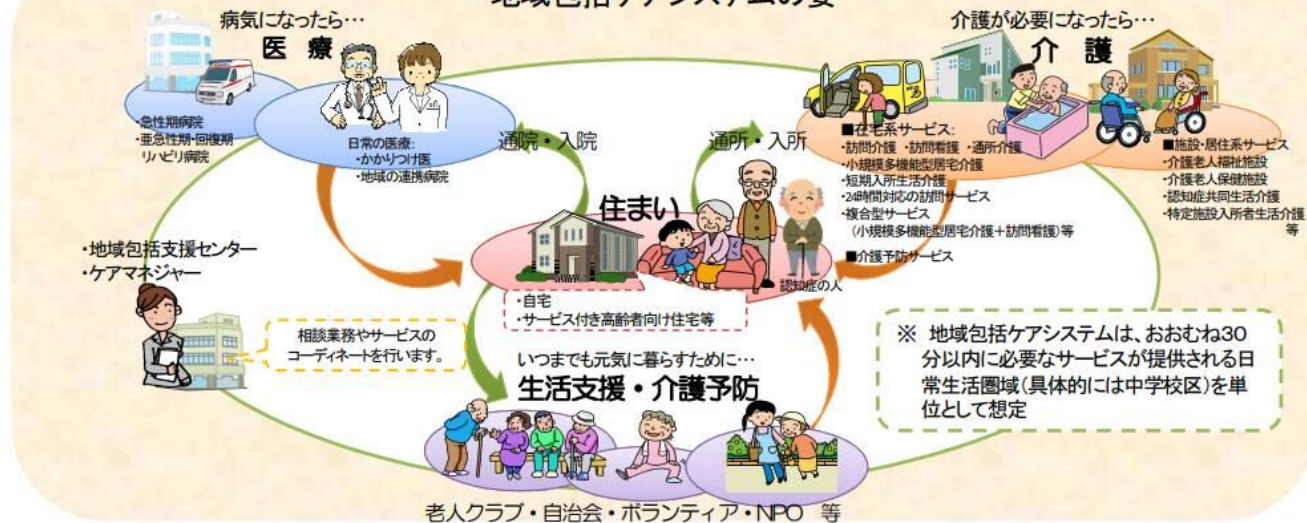 地域包括ケアシステムの姿
病気になったら…
医 療
・急性期病院
・亜急性期・回復期
リハビリ病院
日常の医療:
・かかりつけ医
・地域の連携病院
通院・入院
通所・入所
介護が必要になったら…
介 護
■在宅系サービス:
・訪問介護 ・訪問看護 ・通所介護
・小規模多機能型居宅介護
・短期入所生活介護
・24時間対応の訪問サービス
・複合型サービス
(小規模多機能型居宅介護+訪問看護)等
■介護予防サービス
■施設・居住系サービス
・介護老人福祉施設
・介護老人保健施設
・認知症共同生活介護
・特定施設入所者生活介護
等
住まい
認知症の人
・自宅
・サービス付き高齢者向け住宅等
・地域包括支援センター
・ケアマネジャー
相談業務やサービスの
コーディネートを行います。
いつまでも元気に暮らすために…
生活支援・介護予防
※ 地域包括ケアシステムは、おおむね30
分以内に必要なサービスが提供される日
常生活圏域(具体的には中学校区)を単
位として想定
老人クラブ・自治会・ボランティア・NPO 等